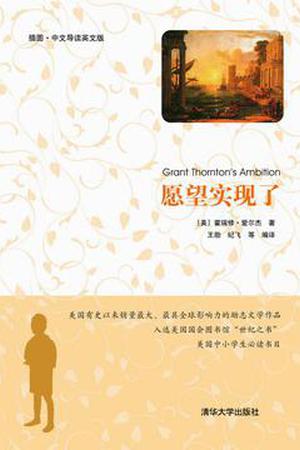 插图·中文导读英文版
Grant Thornton's Ambition
愿望实现了
[美] 霍瑞修·爱尔杰 著
王勋 纪飞 等 编译
美国有史以来销量最大、最具全球影响力的励志文学作品
入选美国国会图书馆“世纪之书”
美国中小学生必读书目
清华大学出版社